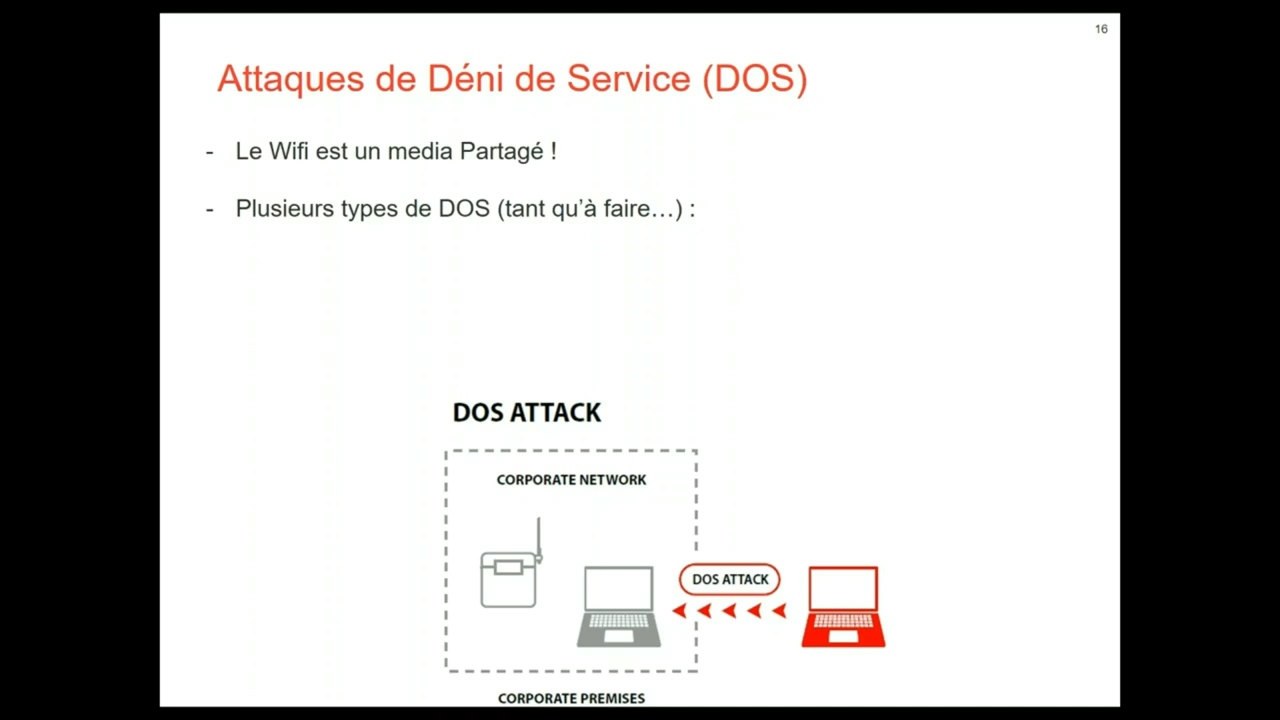 16
Attaques de Déni de Service (DOS)
- Le Wifi est un media Partagé !
- Plusieurs types de DOS (tant qu’à faire…) :
DOS ATTACK
CORPORATE NETWORK
DOS ATTACK
CORPORATE PREMISES